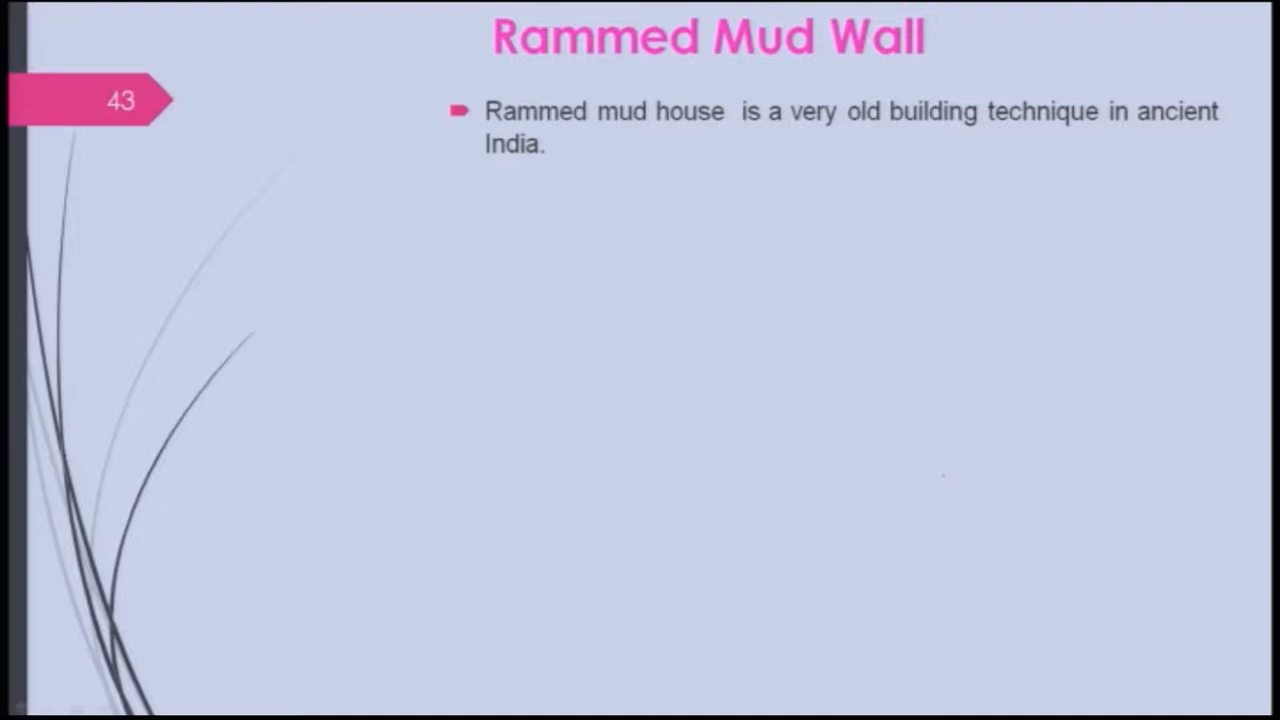 Rammed Mud Wall
43
Rammed mud house is a very old building technique in ancient
India.